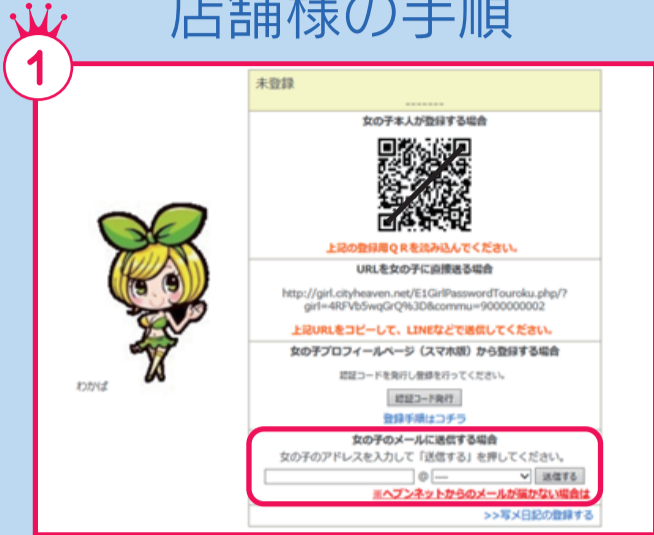 店舗様の手順
1
未登録
-------
女の子本人が登録する場合
上記の登録用QRを読み込んでください。
URLを女の子に直接送る場合
http://girl.cityheaven.net/E1GirlPasswordTouroku.php/?
girl=4RFVb5wqGrQ%3D&commu=9000000002
上記URLをコピーして、LINEなどで送信してください。
女の子プロフィールページ（スマホ版）から登録する場合
認証コードを発行し登録を行ってください。
認証コード発行
登録手順はコチラ
わかば
女の子のメールに送信する場合
女の子のアドレスを入力して「送信する」を押してください。
@ ---- 送信する
※ヘブンネットからのメールが届かない場合は
>>写メ日記の登録する